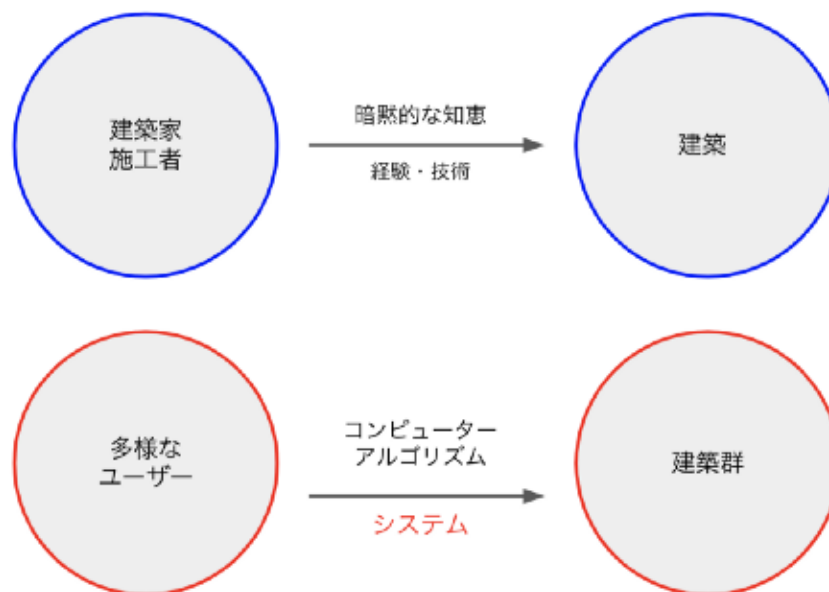 建築家
施工者
暗黙的な知恵
経験・技術
建築
多様な
ユーザー
コンピューター
アルゴリズム
システム
建築群